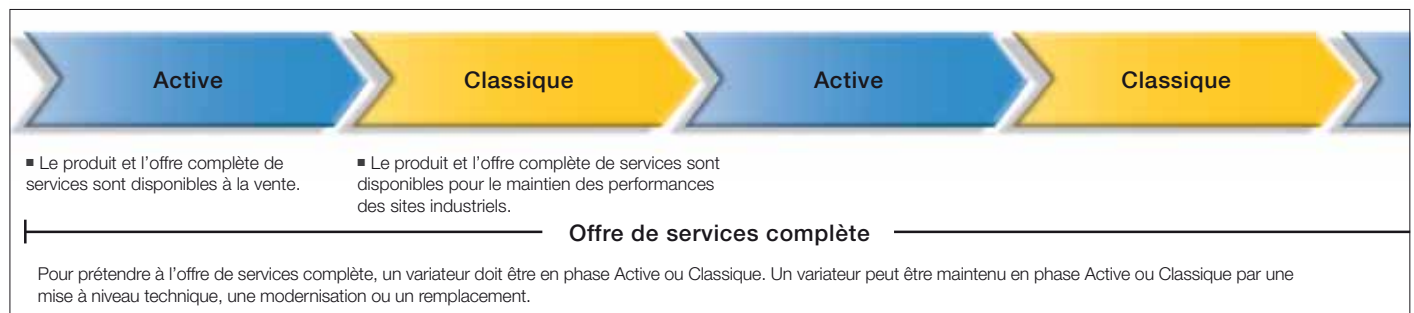 Active
Classique
Active
Classique
■ Le produit et l’offre complète de
services sont disponibles à la vente.
■ Le produit et l’offre complète de services sont
disponibles pour le maintien des performances
des sites industriels.
Offre de services complète
Pour prétendre à l’offre de services complète, un variateur doit être en phase Active ou Classique. Un variateur peut être maintenu en phase Active ou Classique par une
mise à niveau technique, une modernisation ou un remplacement.